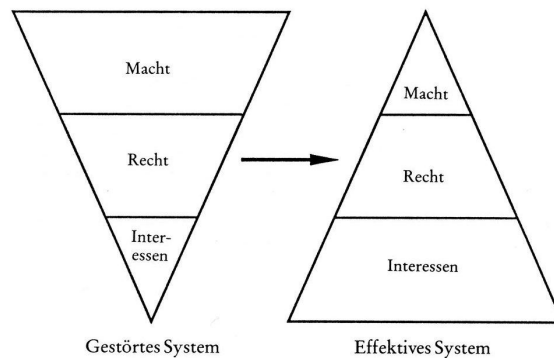 Macht
Recht
Inter-
essen
Gestörtes System
Macht
Recht
Interessen
Effektives System